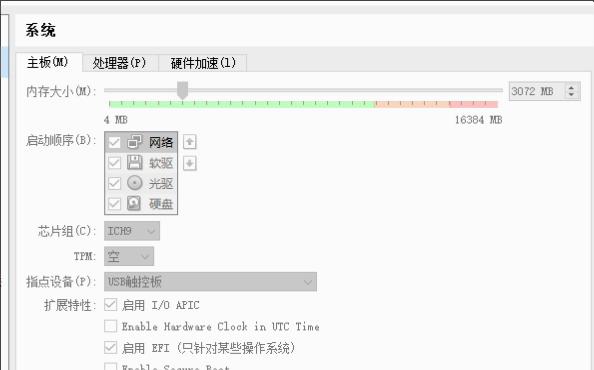 系统
主板(M) 处理器(P) 硬件加速(l)
内存大小(M): 3072 MB
4 MB 16384 MB
启动顺序(B): 网络
软驱
光驱
硬盘
芯片组(C): ICH9
TPM: 空
指点设备(P): USB触控板
扩展特性: 启用 I/O APIC
Enable Hardware Clock in UTC Time
启用 EFI (只针对某些操作系统)
Enable Secure Boot